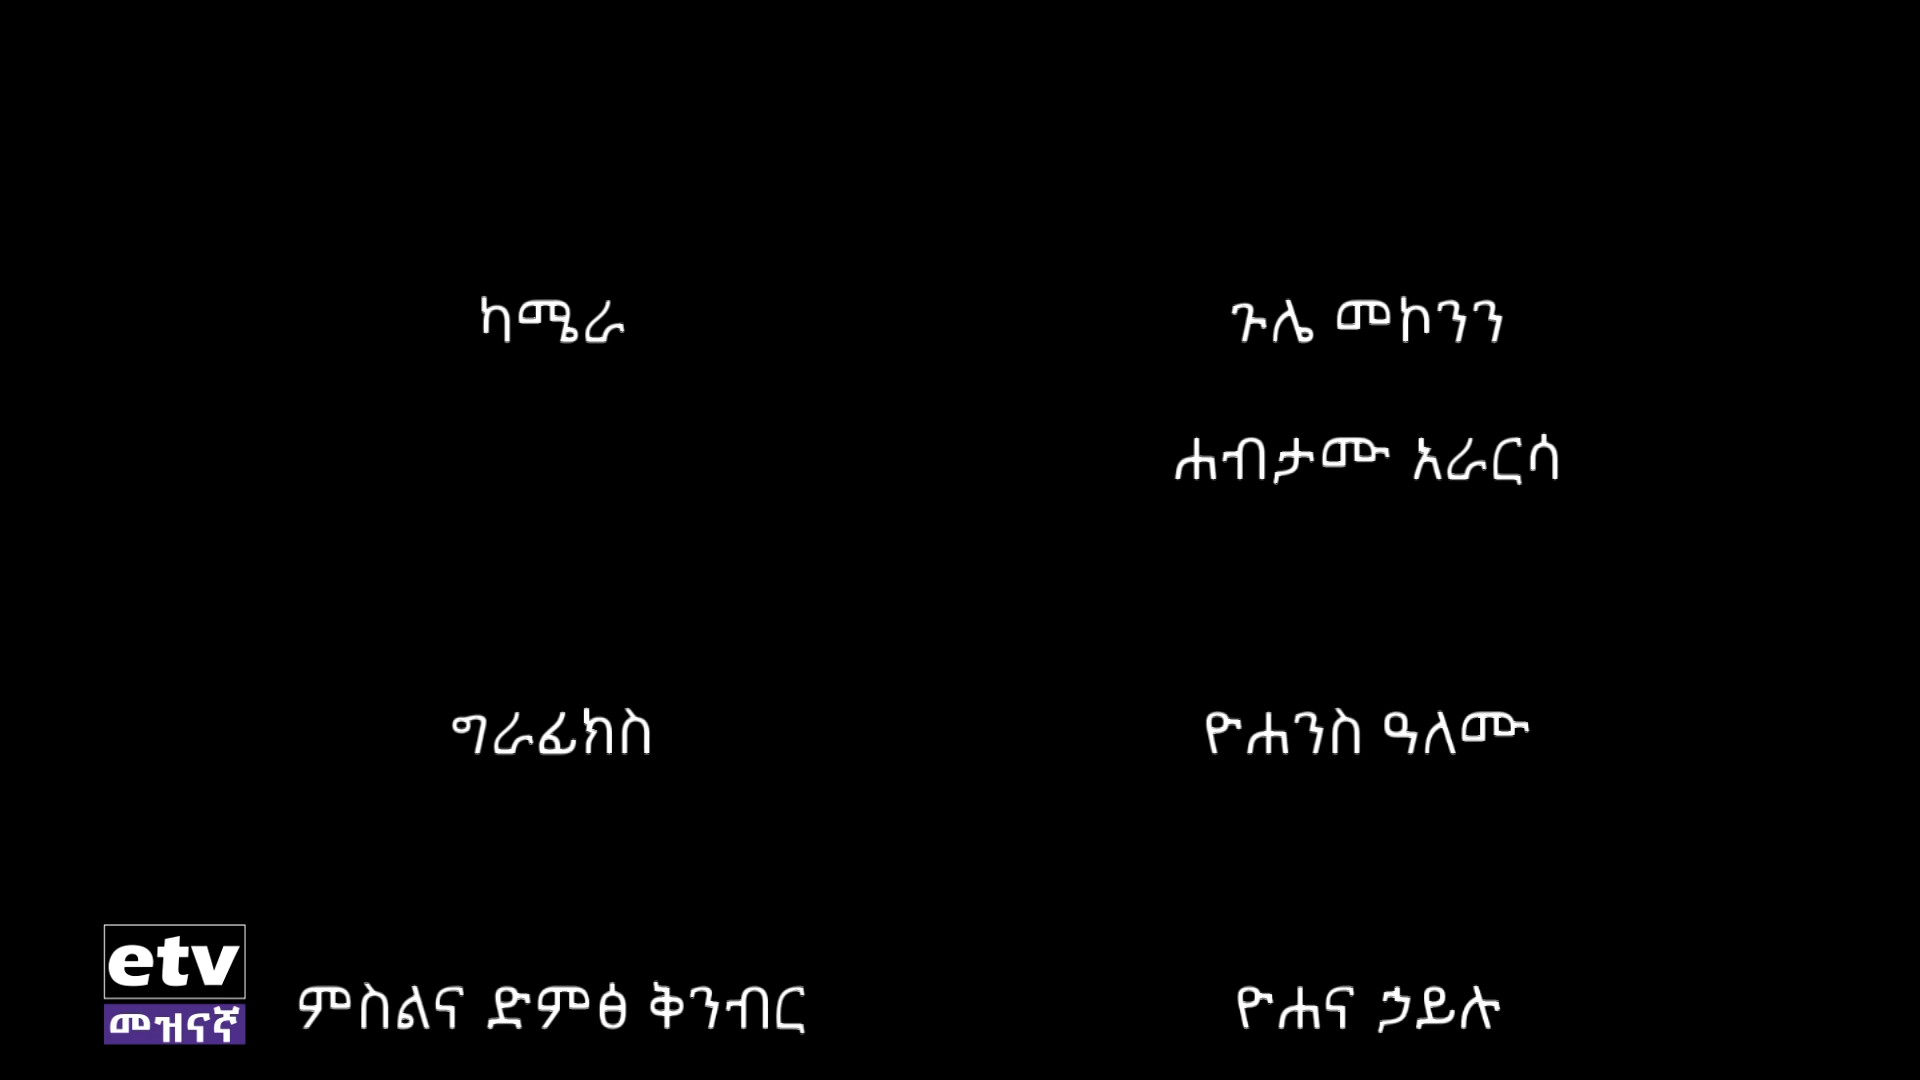 ካሜራ ጉሌ መኮንን
ሐብታሙ አራርሳ
ግራፊክስ ዮሐንስ ዓለሙ
etv
መዝናኛ
ምስልና ድምፅ ቅንብር ዮሐና ኃይሉ